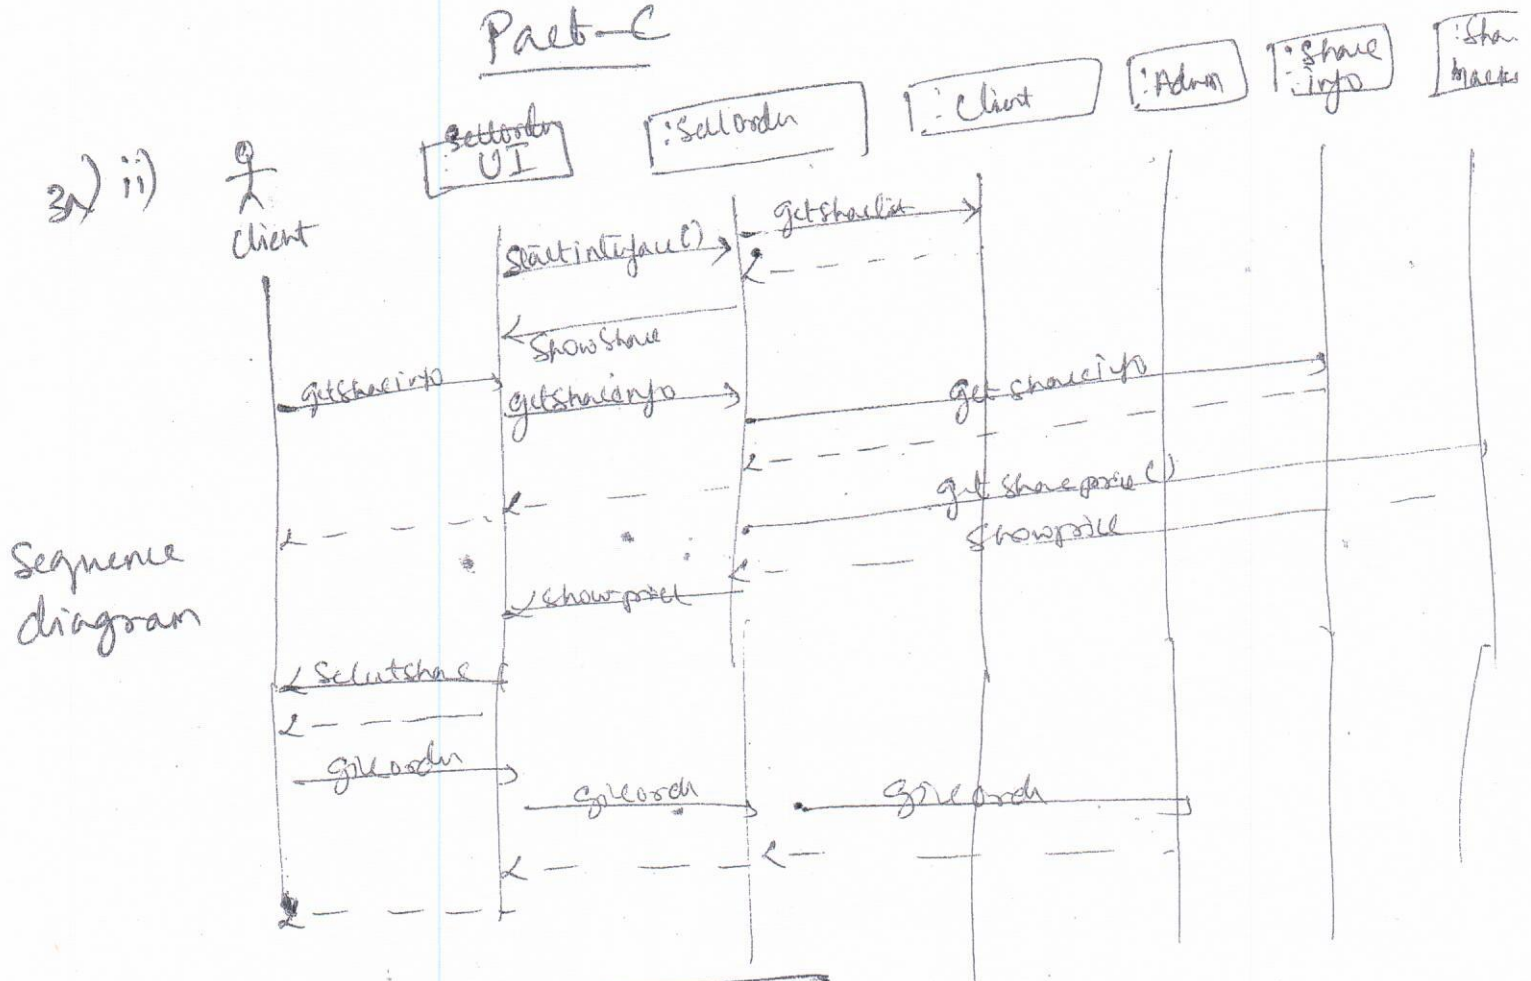 Part-C
3a) ii)
client
sellorder
UI
:Sellorder
:Client
:Admin
:Share
info
:Sha
startinterface()
getsharelist
showshare
getshareinfo
getshareinfo
get shareinfo
get shareprice()
showprice
showprice
Sequence
diagram
Selectshare
giveorder
giveorder
giveorder